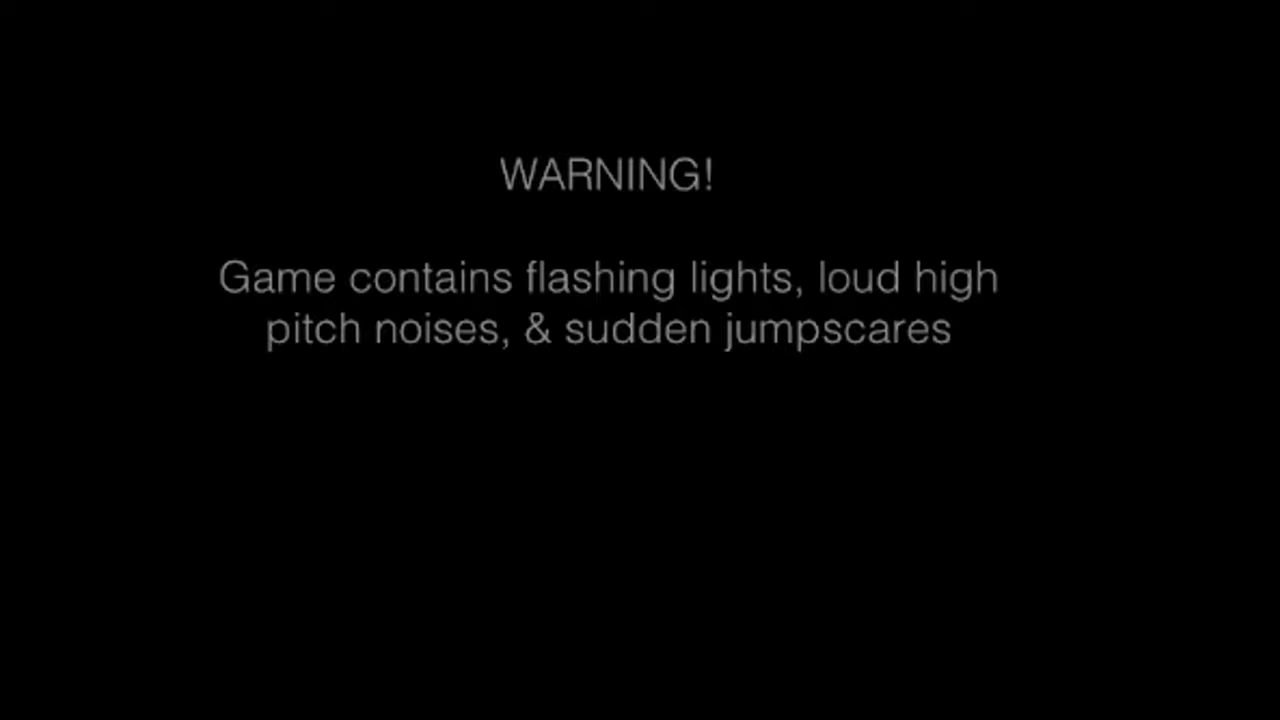 WARNING!
Game contains flashing lights, loud high
pitch noises, & sudden jumpscares